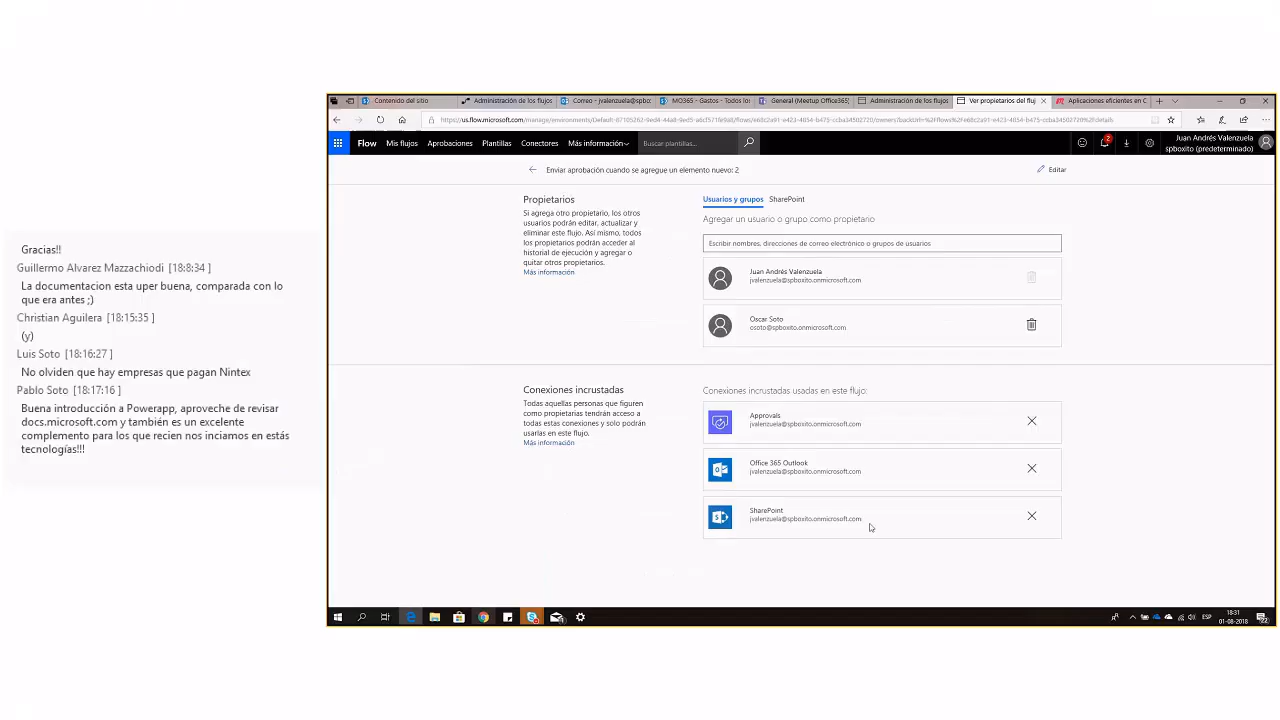 Gracias!!
Guillermo Alvarez Mazzachiodi [18:8:34 ]
La documentacion esta uper buena, comparada con lo
que era antes ;)
Christian Aguilera [18:15:35 ]
(y)
Luis Soto [18:16:27 ]
No olviden que hay empresas que pagan Nintex
Pablo Soto [18:17:16 ]
Buena introducción a Powerapp, aproveche de revisar
docs.microsoft.com y también es un excelente
complemento para los que recien nos inciamos en estás
tecnologías!!!
Contenido del sitio
Administración de los flujos
Correo - jvalenzuela@spbo
MO365 - Gastos - Todos lo
General (Meetup Office365)
Administración de los flujos
Ver propietarios del fluj
Aplicaciones eficientes en C
Flow
Mis flujos
Aprobaciones
Plantillas
Conectores
Más información
Buscar plantillas...
2
Juan Andrés Valenzuela
spboxito (predeterminado)
Enviar aprobación cuando se agregue un elemento nuevo: 2
Editar
Propietarios
Si agrega otro propietario, los otros
usuarios podrán editar, actualizar y
eliminar este flujo. Así mismo, todos
los propietarios podrán acceder al
historial de ejecución y agregar o
quitar otros propietarios.
Más información
Usuarios y grupos
SharePoint
Agregar un usuario o grupo como propietario
Escribir nombres, direcciones de correo electrónico o grupos de usuarios
Juan Andrés Valenzuela
jvalenzuela@spboxito.onmicrosoft.com
Oscar Soto
osoto@spboxito.onmicrosoft.com
Conexiones incrustadas
Todas aquellas personas que figuren
como propietarias tendrán acceso a
todas estas conexiones y solo podrán
usarlas en este flujo.
Más información
Conexiones incrustadas usadas en este flujo:
Approvals
jvalenzuela@spboxito.onmicrosoft.com
Office 365 Outlook
jvalenzuela@spboxito.onmicrosoft.com
SharePoint
jvalenzuela@spboxito.onmicrosoft.com
ESP
18:31
01-08-2018